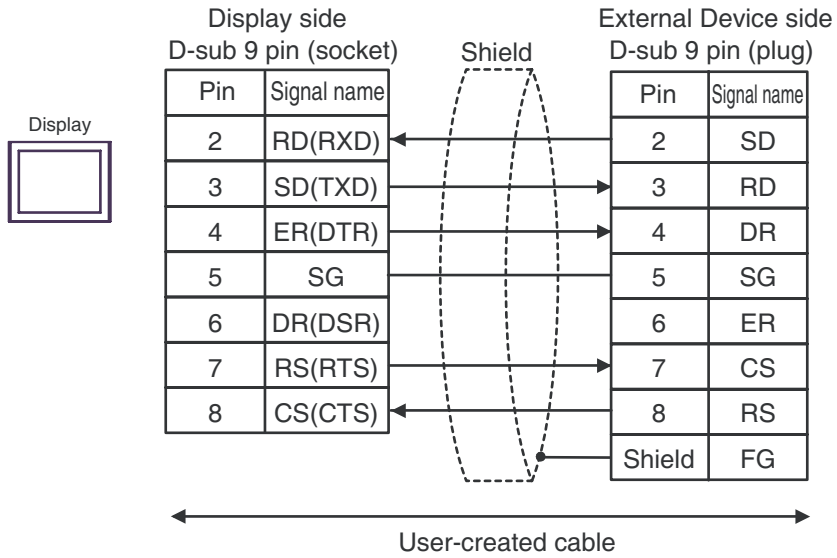 Display side
D-sub 9 pin (socket)
Shield
External Device side
D-sub 9 pin (plug)
Display
Pin Signal name
2 RD(RXD)
3 SD(TXD)
4 ER(DTR)
5 SG
6 DR(DSR)
7 RS(RTS)
8 CS(CTS)
Pin Signal name
2 SD
3 RD
4 DR
5 SG
6 ER
7 CS
8 RS
Shield FG
User-created cable